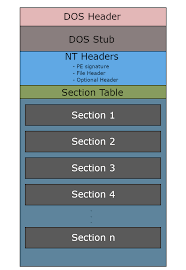 DOS Header
DOS Stub
NT Headers
- PE signature
- File Header
- Optional Header
Section Table
Section 1
Section 2
Section 3
Section 4
.
.
.
Section n